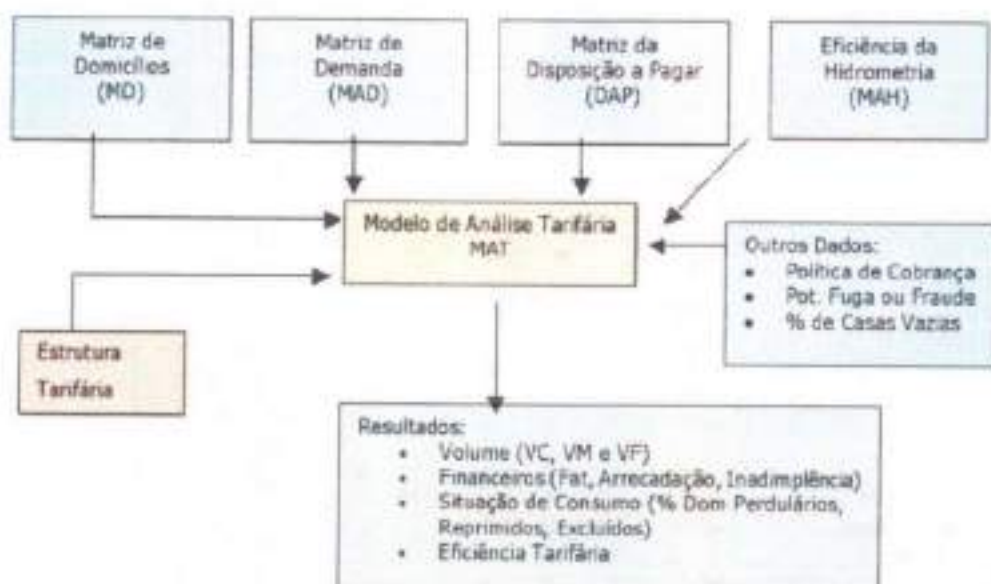 Matriz de
Domicílios
(MD)
Matriz de
Demanda
(MAD)
Matriz da
Disposição a Pagar
(DAP)
Eficiência da
Hidrometria
(MAH)
Modelo de Análise Tarifária
MAT
Outros Dados:
• Política de Cobrança
• Pot. Fuga ou Fraude
• % de Casas Vazias
Estrutura
Tarifária
Resultados:
• Volume (VC, VM e VF)
• Financeiros (Fat, Arrecadação, Inadimplência)
• Situação de Consumo (% Dom Perdulários,
Reprimidos, Excluídos)
• Eficiência Tarifária